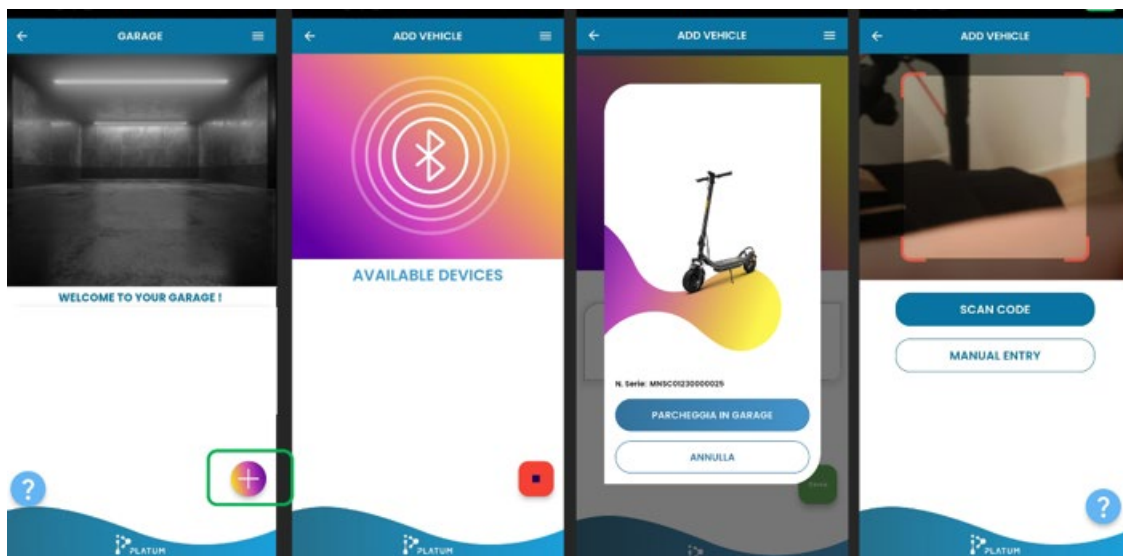 GARAGE
WELCOME TO YOUR GARAGE !
?
PLATUM
ADD VEHICLE
AVAILABLE DEVICES
PLATUM
ADD VEHICLE
N. Serie: MNSC01230000025
PARCHEGGIA IN GARAGE
ANNULLA
ADD VEHICLE
SCAN CODE
MANUAL ENTRY
?
PLATUM